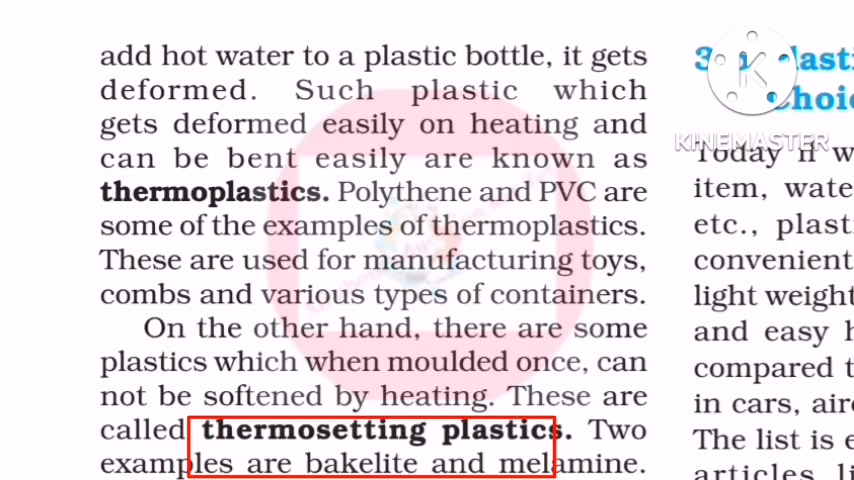 add hot water to a plastic bottle, it gets
deformed. Such plastic which
gets deformed easily on heating and
can be bent easily are known as
thermoplastics. Polythene and PVC are
some of the examples of thermoplastics.
These are used for manufacturing toys,
combs and various types of containers.
On the other hand, there are some
plastics which when moulded once, can
not be softened by heating. These are
called thermosetting plastics. Two
examples are bakelite and melamine.
KINEMASTER
Today if
item,
etc.,
convenient
light weight
and easy
compared
in cars,
The list is
articles